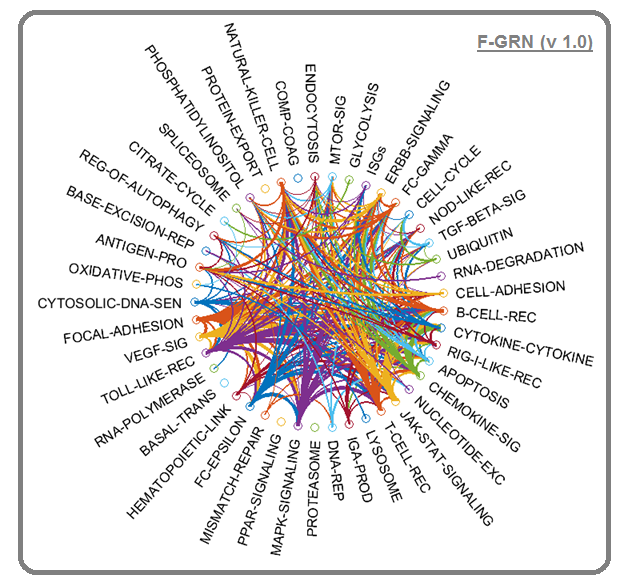 F-GRN (v 1.0)
ENDOCYTOSIS
MTOR-SIG
GLYCOLYSIS
ISGs
ERBB-SIGNALING
FC-GAMMA
CELL-CYCLE
NOD-LIKE-REC
TGF-BETA-SIG
UBIQUITIN
RNA-DEGRADATION
CELL-ADHESION
B-CELL-REC
CYTOKINE-CYTOKINE
RIG-I-LIKE-REC
APOPTOSIS
CHEMOKINE-SIG
NUCLEOTIDE-EXC
JAK-STAT-SIGNALING
T-CELL-REC
LYSOSOME
IGA-PROD
DNA-REP
PROTEASOME
MAPK-SIGNALING
PPAR-SIGNALING
MISMATCH-REPAIR
FC-EPSILON
HEMATOPOIETIC-LINK
BASAL-TRANS
RNA-POLYMERASE
TOLL-LIKE-REC
VEGF-SIG
FOCAL-ADHESION
CYTOSOLIC-DNA-SEN
OXIDATIVE-PHOS
ANTIGEN-PRO
BASE-EXCISION-REP
REG-OF-AUTOPHAGY
CITRATE-CYCLE
SPLICEOSOME
PHOSPHATIDYLINOSITOL
PROTEIN-EXPORT
NATURAL-KILLER-CELL
COMP-COAG